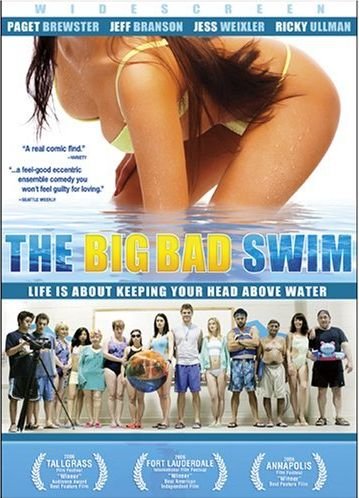 WIDESCREEN
PAGET BREWSTER JEFF BRANSON JESS WEIXLER RICKY ULLMAN
"A real comic find."
-VARIETY
"...a feel-good eccentric
ensemble comedy you
won't feel guilty for loving."
-SEATTLE WEEKLY
THE BIG BAD SWIM
LIFE IS ABOUT KEEPING YOUR HEAD ABOVE WATER
2006
TALLGRASS
Film Festival
"Winner"
Audience Award
Best Feature Film
2006
FORT LAUDERDALE
International Film Festival
"Winner"
Best American
Independent Film
2006
ANNAPOLIS
Film Festival
"Winner"
Best Feature Film